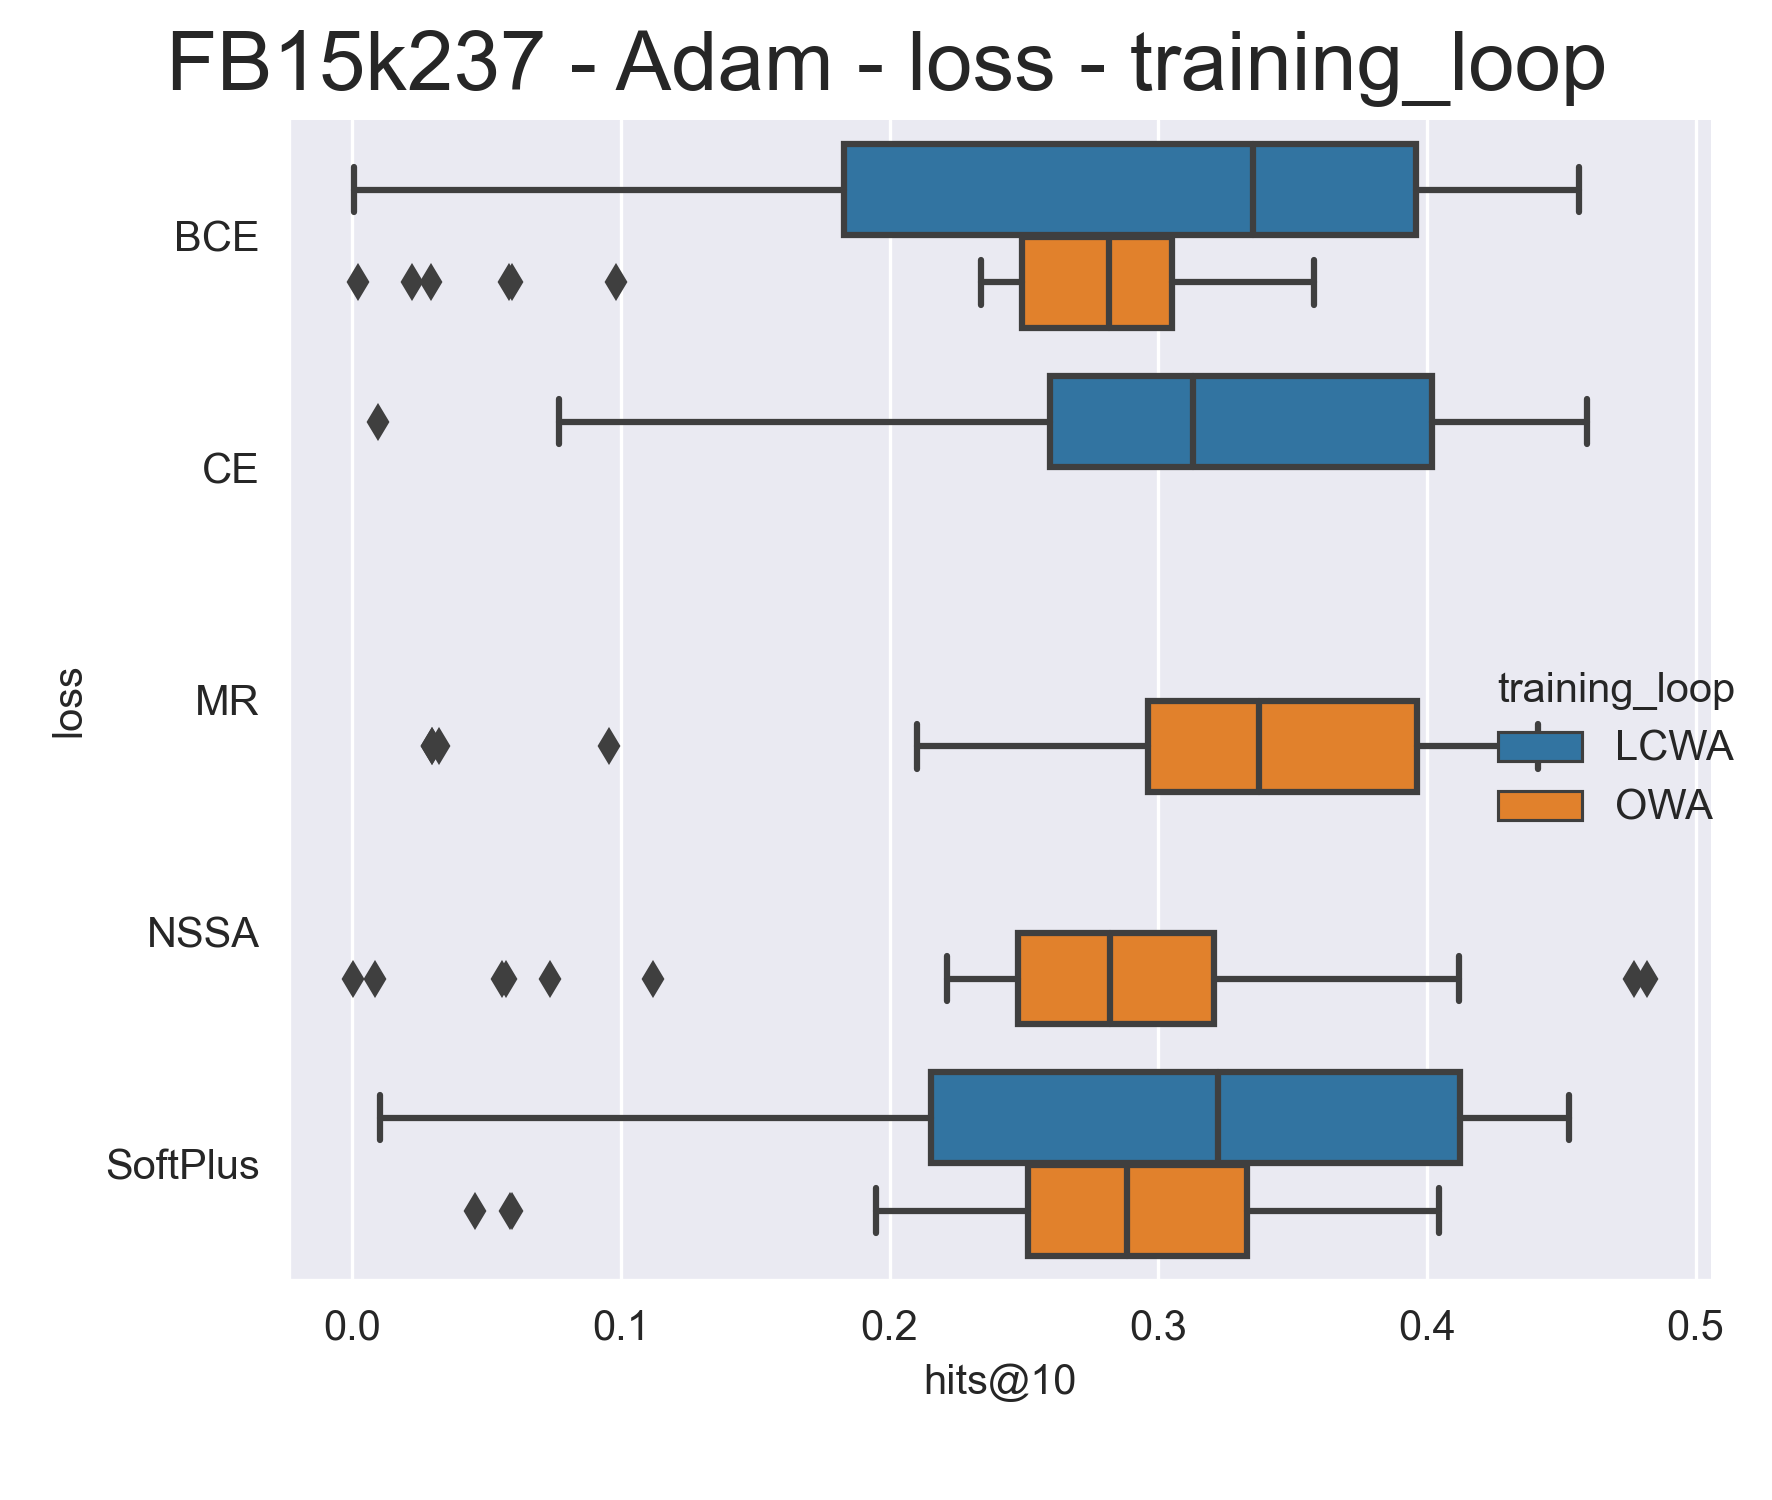 FB15k237 - Adam - loss - training_loop
BCE
CE
MR
NSSA
SoftPlus
loss
training_loop
LCWA
OWA
0.0 0.1 0.2 0.3 0.4 0.5
hits@10